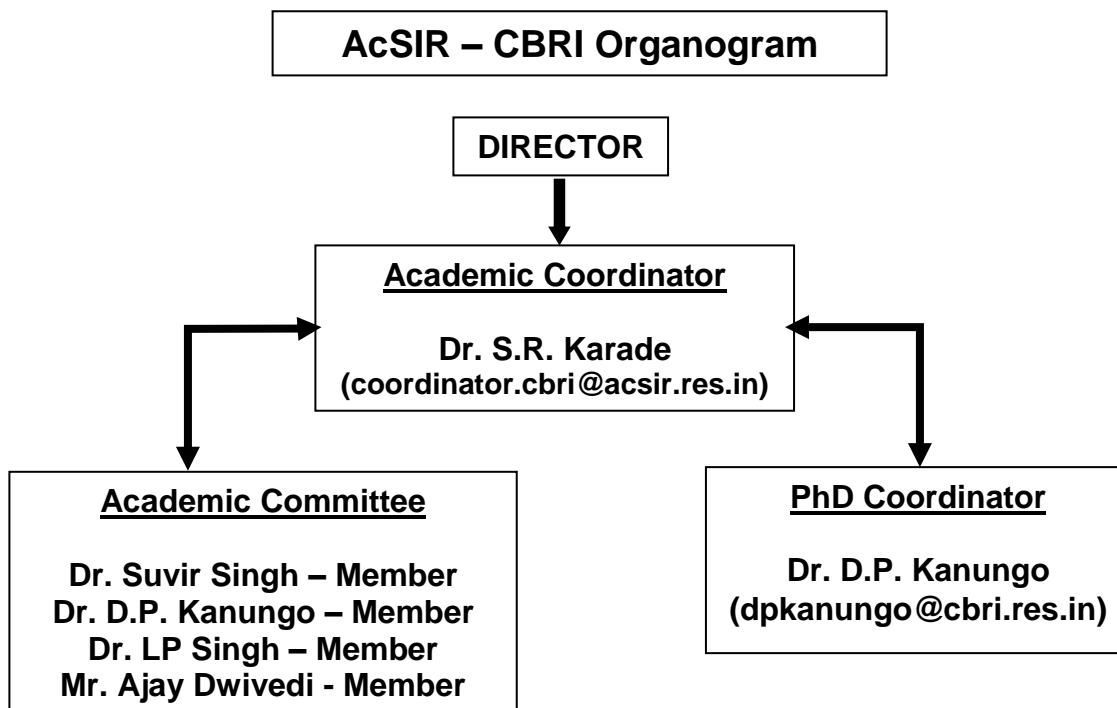 AcSIR – CBRI Organogram
DIRECTOR
Academic Coordinator
Dr. S.R. Karade
(coordinator.cbri@acsir.res.in)
Academic Committee
Dr. Suvir Singh – Member
Dr. D.P. Kanungo – Member
Dr. LP Singh – Member
Mr. Ajay Dwivedi - Member
PhD Coordinator
Dr. D.P. Kanungo
(dpkanungo@cbri.res.in)